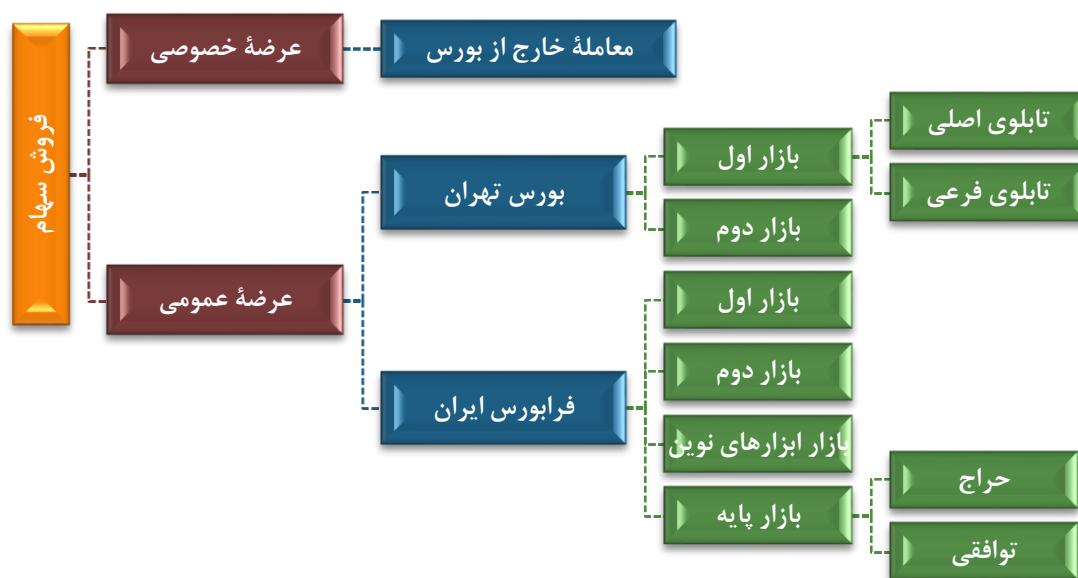 فروش سهام
عرضهٔ خصوصی
معاملهٔ خارج از بورس
عرضهٔ عمومی
بورس تهران
بازار اول
تابلوی اصلی
تابلوی فرعی
بازار دوم
فرابورس ایران
بازار اول
بازار دوم
بازار ابزارهای نوین
بازار پایه
حراج
توافقی